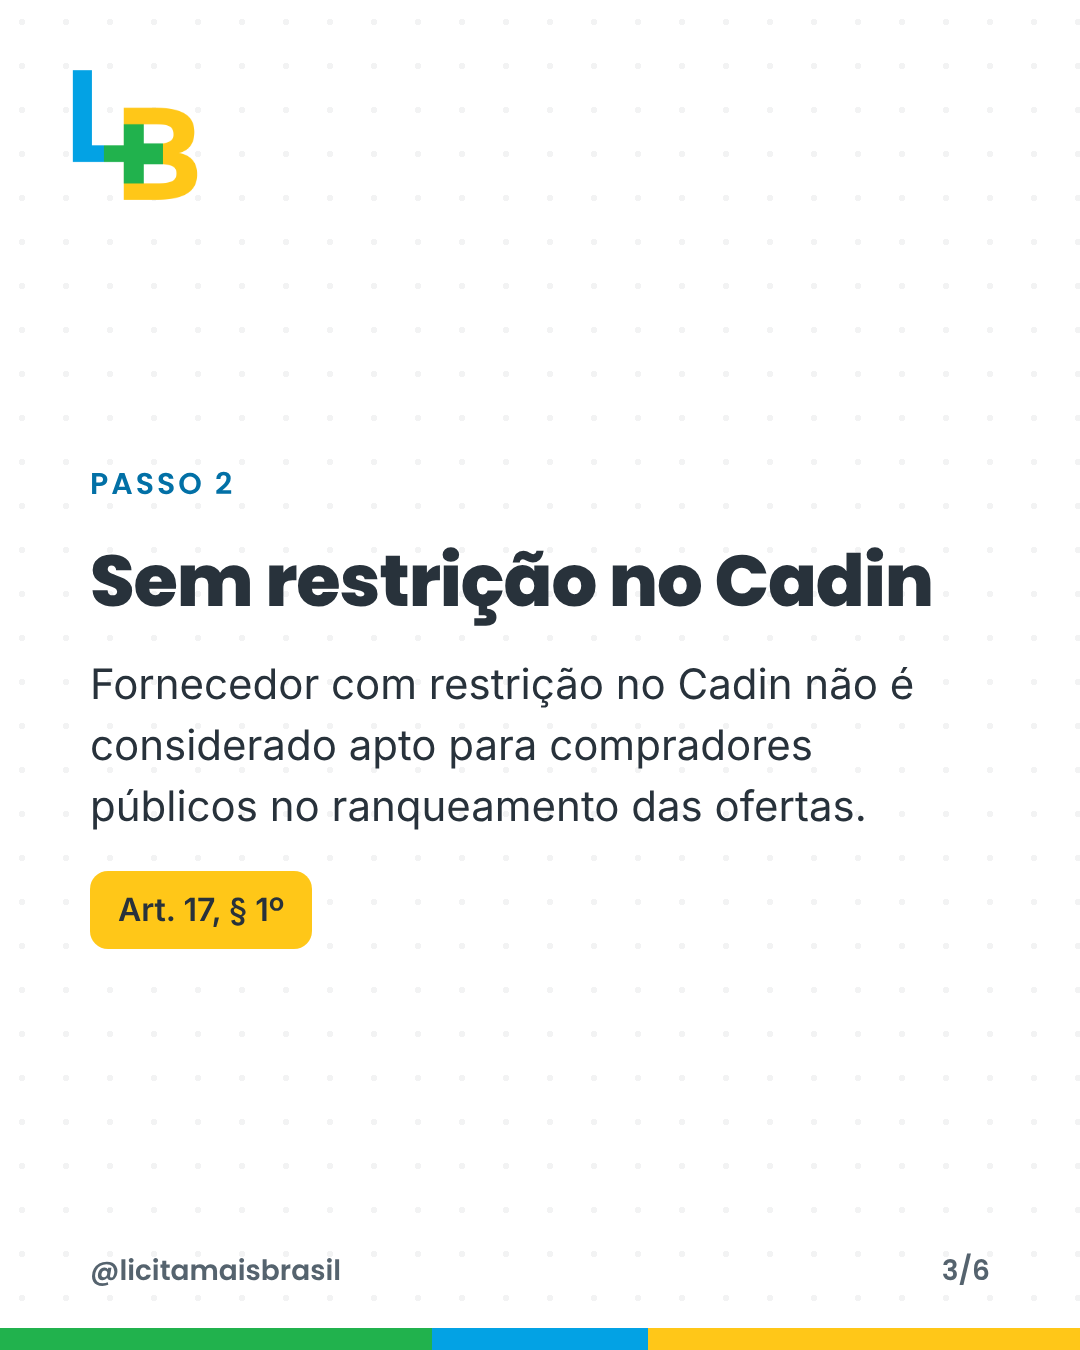 L+B
PASSO 2
Sem restrição no Cadin
Fornecedor com restrição no Cadin não é
considerado apto para compradores
públicos no ranqueamento das ofertas.
Art. 17, § 1º
@licitamaisbrasil
3/6